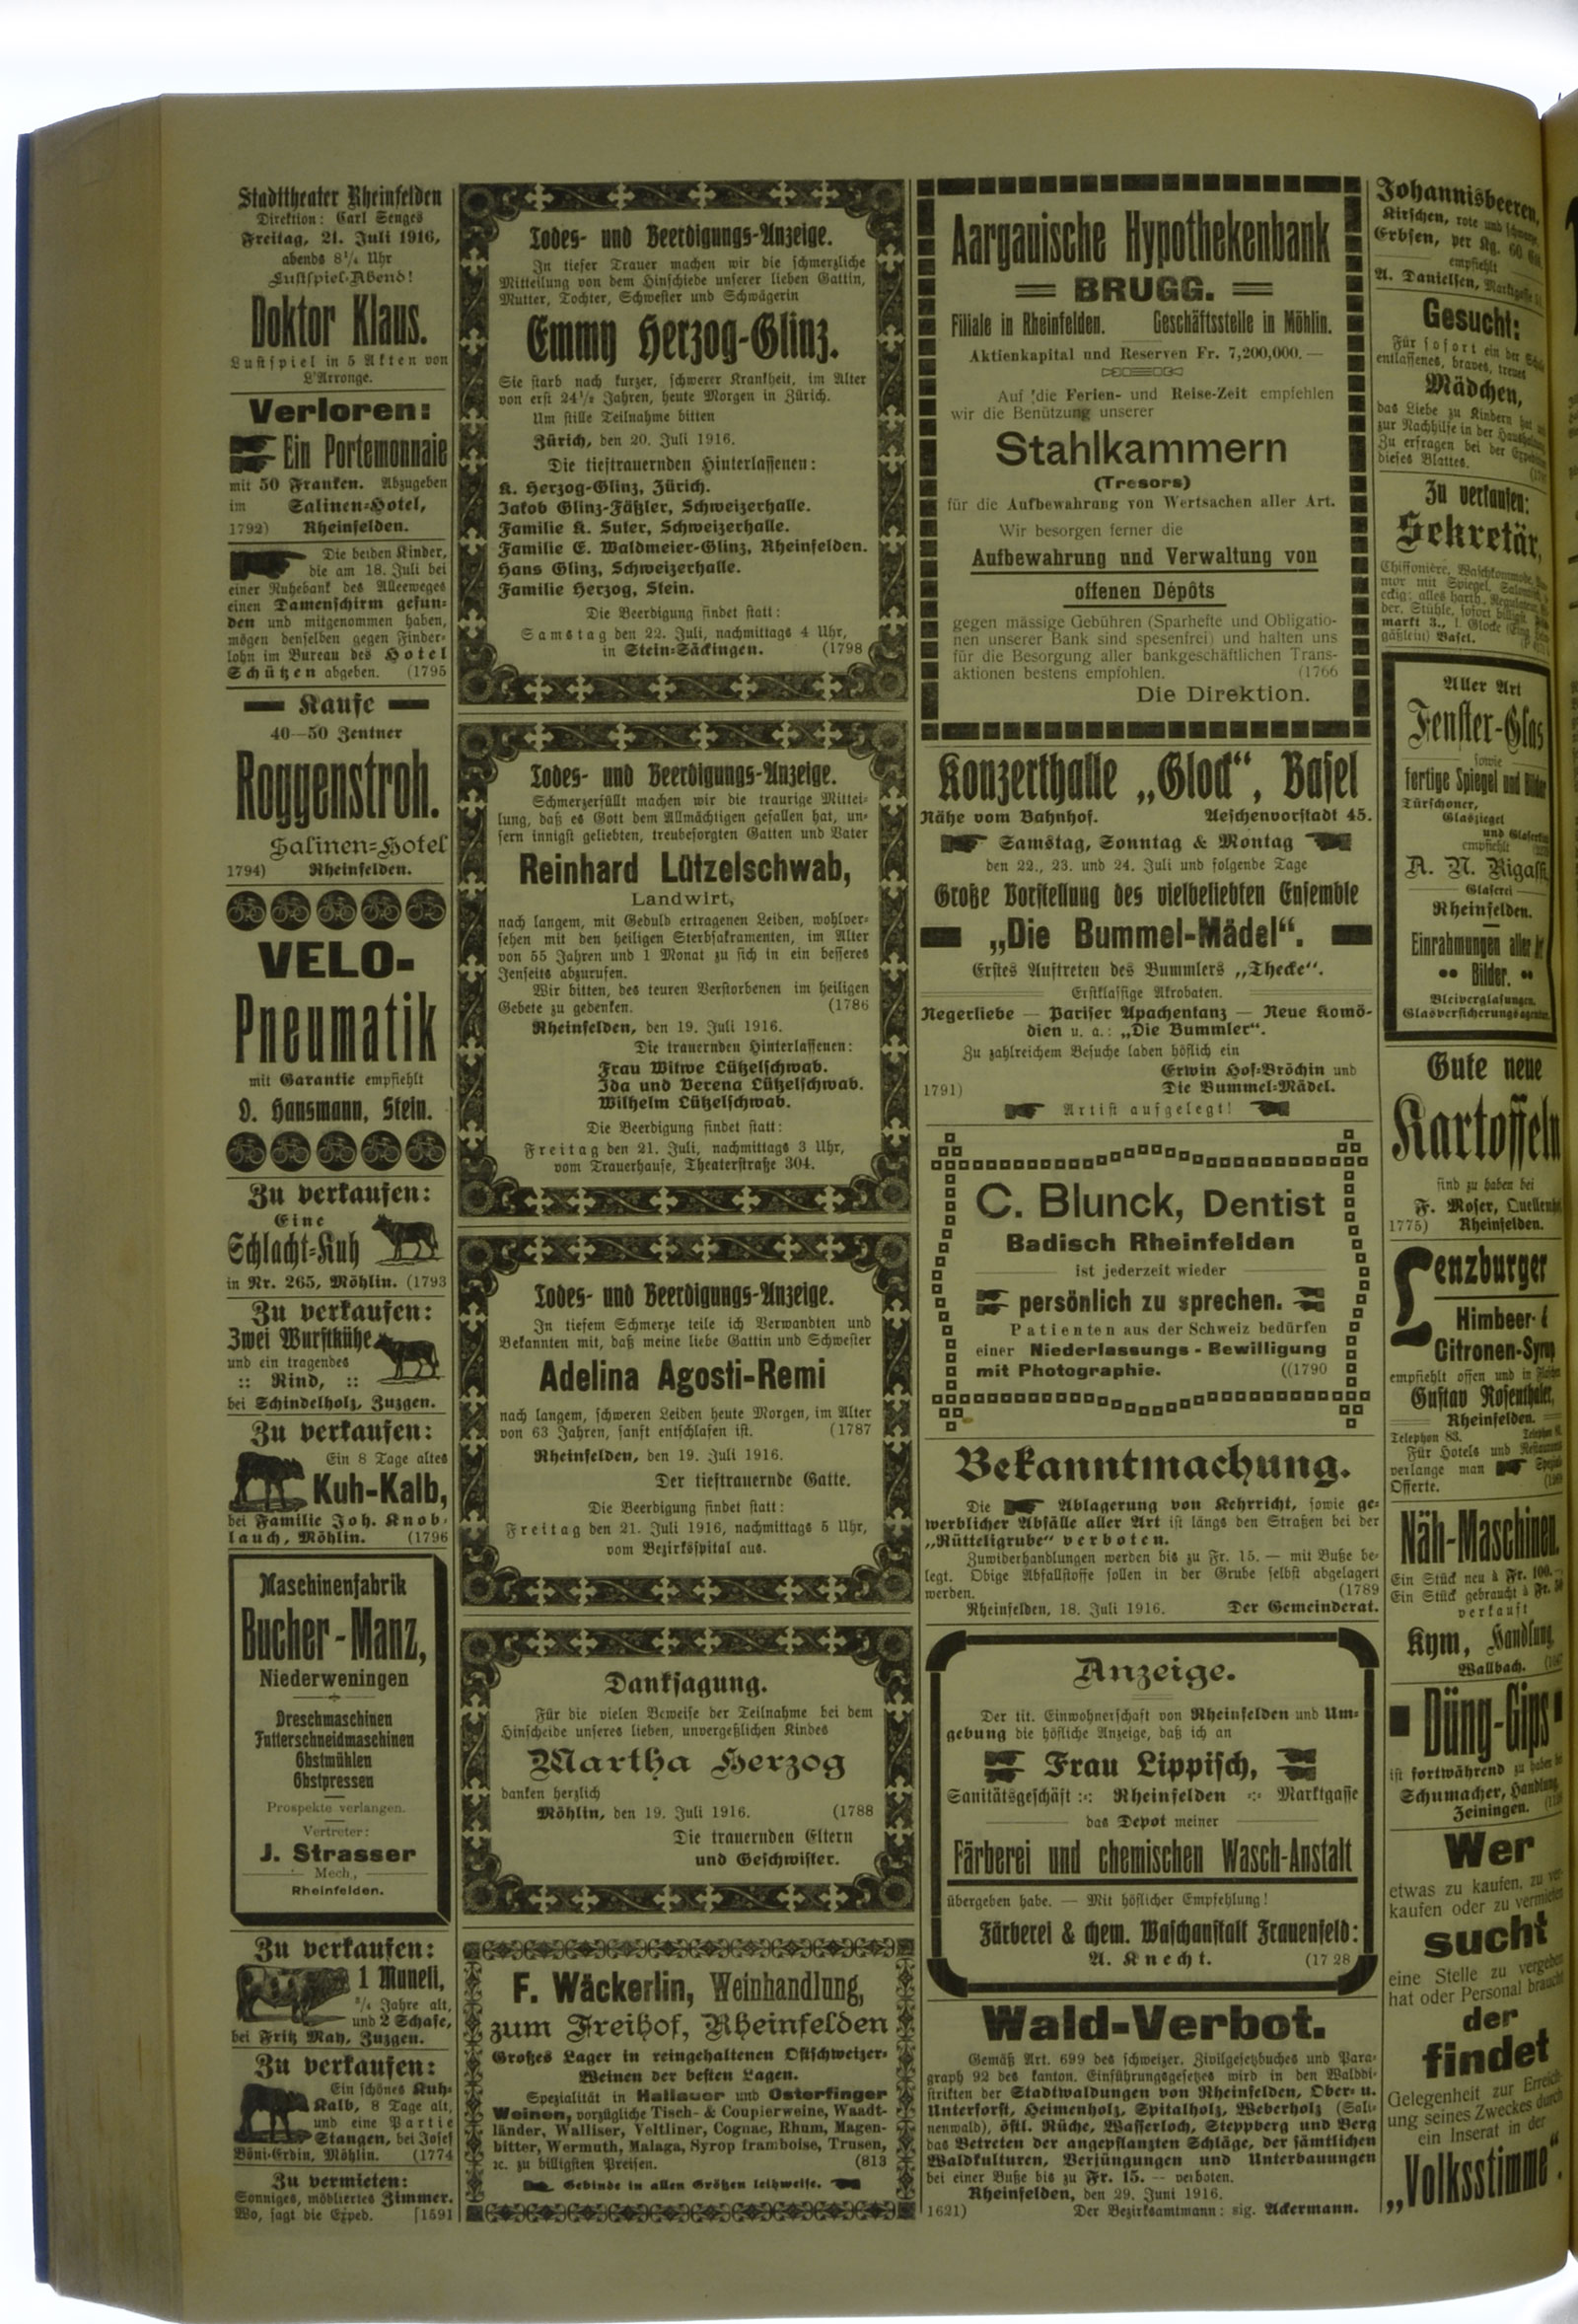 Stadttheater Rheinfelden
Direktion: Carl Senges
Freitag, 21. Juli 1916,
abends 8¼ Uhr
Lustspiel-Abend!
Doktor Klaus.
Lustspiel in 5 Akten von
L'Arronge.
Verloren:
Ein Portemonnaie
mit 50 Franken. Abzugeben
im Salinen-Hotel,
1792) Rheinfelden.
Die beiden Kinder,
die am 18. Juli bei
einer Ruhebank des Alleeweges
einen Damenschirm gefun-
den und mitgenommen haben,
mögen denselben gegen Finder-
lohn im Bureau des Hotel
Schützen abgeben. (1795
Kaufe
40—50 Zentner
Roggenstroh.
Salinen-Hotel
1794) Rheinfelden.
VELO-
Pneumatik
mit Garantie empfiehlt
O. Hansmann, Stein.
Zu verkaufen:
Eine
Schlacht-Kuh
in Nr. 265, Möhlin. (1793
Zu verkaufen:
Zwei Wurstkühe
und ein tragendes
:: Rind, ::
bei Schindelholz, Zuzgen.
Zu verkaufen:
Ein 8 Tage altes
Kuh-Kalb,
bei Familie Joh. Knob-
lauch, Möhlin. (1796
Maschinenfabrik
Bucher-Manz,
Niederweningen
Dreschmaschinen
Futterschneidmaschinen
Obstmühlen
Obstpressen
Prospekte verlangen.
Vertreter:
J. Strasser
Mech.,
Rheinfelden.
Zu verkaufen:
1 Muneli,
¾ Jahre alt,
und 2 Schafe,
bei Fritz May, Zuzgen.
Zu verkaufen:
Ein schönes Kuh-
Kalb, 8 Tage alt,
und eine Partie
Stangen, bei Josef
Böni-Erdin, Möhlin. (1774
Zu vermieten:
Sonniges, möbliertes Zimmer.
Wo, sagt die Exped. [1591
Todes- und Beerdigungs-Anzeige.
In tiefer Trauer machen wir die schmerzliche
Mitteilung von dem Hinschiede unserer lieben Gattin,
Mutter, Tochter, Schwester und Schwägerin
Emmy Herzog-Glinz.
Sie starb nach kurzer, schwerer Krankheit, im Alter
von erst 24½ Jahren, heute Morgen in Zürich.
Um stille Teilnahme bitten
Zürich, den 20. Juli 1916.
Die tieftrauernden Hinterlassenen:
K. Herzog-Glinz, Zürich.
Jakob Glinz-Fäßler, Schweizerhalle.
Familie K. Suter, Schweizerhalle.
Familie E. Waldmeier-Glinz, Rheinfelden.
Hans Glinz, Schweizerhalle.
Familie Herzog, Stein.
Die Beerdigung findet statt:
Samstag den 22. Juli, nachmittags 4 Uhr,
in Stein-Säckingen. (1798
Todes- und Beerdigungs-Anzeige.
Schmerzerfüllt machen wir die traurige Mittei-
lung, daß es Gott dem Allmächtigen gefallen hat, un-
sern innigst geliebten, treubesorgten Gatten und Vater
Reinhard Lützelschwab,
Landwirt,
nach langem, mit Geduld ertragenen Leiden, wohlver-
sehen mit den heiligen Sterbsakramenten, im Alter
von 55 Jahren und 1 Monat zu sich in ein besseres
Jenseits abzurufen.
Wir bitten, des teuren Verstorbenen im heiligen
Gebete zu gedenken. (1786
Rheinfelden, den 19. Juli 1916.
Die trauernden Hinterlassenen:
Frau Witwe Lützelschwab.
Ida und Verena Lützelschwab.
Wilhelm Lützelschwab.
Die Beerdigung findet statt:
Freitag den 21. Juli, nachmittags 3 Uhr,
vom Trauerhause, Theaterstraße 304.
Todes- und Beerdigungs-Anzeige.
In tiefem Schmerze teile ich Verwandten und
Bekannten mit, daß meine liebe Gattin und Schwester
Adelina Agosti-Remi
nach langem, schweren Leiden heute Morgen, im Alter
von 63 Jahren, sanft entschlafen ist. (1787
Rheinfelden, den 19. Juli 1916.
Der tieftrauernde Gatte.
Die Beerdigung findet statt:
Freitag den 21. Juli 1916, nachmittags 5 Uhr,
vom Bezirksspital aus.
Danksagung.
Für die vielen Beweise der Teilnahme bei dem
Hinscheide unseres lieben, unvergeßlichen Kindes
Martha Herzog
danken herzlich
Möhlin, den 19. Juli 1916. (1788
Die trauernden Eltern
und Geschwister.
F. Wäckerlin, Weinhandlung,
zum Freihof, Rheinfelden
Großes Lager in reingehaltenen Ostschweizer-
Weinen der besten Lagen.
Spezialität in Hallauer und Osterfinger
Weinen, vorzügliche Tisch- & Coupierweine, Waadt-
länder, Walliser, Veltliner, Cognac, Rhum, Magen-
bitter, Wermuth, Malaga, Syrop framboise, Trusen,
ꝛc. zu billigsten Preisen. (813
Gebinde in allen Größen leihweise.
Aargauische Hypothekenbank
BRUGG.
Filiale in Rheinfelden. Geschäftsstelle in Möhlin.
Aktienkapital und Reserven Fr. 7,200,000.—
Auf die Ferien- und Reise-Zeit empfehlen
wir die Benützung unserer
Stahlkammern
(Tresors)
für die Aufbewahrung von Wertsachen aller Art.
Wir besorgen ferner die
Aufbewahrung und Verwaltung von
offenen Dépôts
gegen mässige Gebühren (Sparhefte und Obligatio-
nen unserer Bank sind spesenfrei) und halten uns
für die Besorgung aller bankgeschäftlichen Trans-
aktionen bestens empfohlen. (1766
Die Direktion.
Konzerthalle „Glock“, Basel
Nähe vom Bahnhof. Aeschenvorstadt 45.
Samstag, Sonntag & Montag
den 22., 23. und 24. Juli und folgende Tage
Große Vorstellung des vielbeliebten Ensemble
„Die Bummel-Mädel“.
Erstes Auftreten des Bummlers „Thecke“.
Erstklassige Akrobaten.
Negerliebe — Pariser Apachentanz — Neue Komö-
dien u. a.: „Die Bummler“.
Zu zahlreichem Besuche laden höflich ein
Erwin Hof-Bröchin und
1791) Die Bummel-Mädel.
Artist aufgelegt!
C. Blunck, Dentist
Badisch Rheinfelden
ist jederzeit wieder
persönlich zu sprechen.
Patienten aus der Schweiz bedürfen
einer Niederlassungs-Bewilligung
mit Photographie. ((1790
Bekanntmachung.
Die Ablagerung von Kehrricht, sowie ge-
werblicher Abfälle aller Art ist längs den Straßen bei der
„Rütteligrube“ verboten.
Zuwiderhandlungen werden bis zu Fr. 15.— mit Buße be-
legt. Obige Abfallstoffe sollen in der Grube selbst abgelagert
werden. (1789
Rheinfelden, 18. Juli 1916. Der Gemeinderat.
Anzeige.
Der tit. Einwohnerschaft von Rheinfelden und Um-
gebung die höfliche Anzeige, daß ich an
Frau Lippisch,
Sanitätsgeschäft :-: Rheinfelden :-: Marktgasse
das Depot meiner
Färberei und chemischen Wasch-Anstalt
übergeben habe. — Mit höflicher Empfehlung!
Färberei & chem. Waschanstalt Frauenfeld:
A. Knecht. (1728
Wald-Verbot.
Gemäß Art. 699 des schweizer. Zivilgesetzbuches und Para-
graph 92 des kanton. Einführungsgesetzes wird in den Walddi-
strikten der Stadtwaldungen von Rheinfelden, Ober- u.
Unterforst, Heimenholz, Spitalholz, Weberholz (Sali-
nenwald), östl. Rüche, Wasserloch, Steppberg und Berg
das Betreten der angepflanzten Schläge, der sämtlichen
Waldkulturen, Verjüngungen und Unterbauungen
bei einer Buße bis zu Fr. 15.— verboten.
Rheinfelden, den 29. Juni 1916.
1621) Der Bezirksamtmann: sig. Ackermann.
Johannisbeeren,
Kirschen, rote und schwarze,
Erbsen, per Kg. 60
empfiehlt
A. Danielsen, Marktgasse
Gesucht:
Für sofort ein der
entlassenes, braves, treues
Mädchen,
das Liebe zu Kindern hat
zur Nachhilfe in der
Zu erfragen bei der Expedition
dieses Blattes.
Zu verkaufen:
Sekretär,
Chiffonière, Waschkommode,
mor mit Spiegel,
eckig; alles hartb.
der, Stühle, sofort billigst.
markt 3., 1. Glocke
gäßlein) Basel.
Aller Art
Fenster-Glas
sowie
fertige Spiegel und Bilder
Türschoner,
Glasziegel
und
empfiehlt
A. N. Rigassi,
Glaserei
Rheinfelden.
Einrahmungen aller Art
Bilder.
Bleiverglasungen.
Glasversicherungsagentur.
Gute neue
Kartoffeln
sind zu haben bei
F. Moser,
1775) Rheinfelden.
Lenzburger
Himbeer- &
Citronen-Syrup
empfiehlt offen und in Flaschen
Gustav Rosenthaler,
Rheinfelden.
Telephon 83.
Für Hotels und Restaurants
verlange man
Offerte.
Näh-Maschinen.
Ein Stück neu à Fr. 100.—
Ein Stück gebraucht à Fr. 50
verkauft
Kym, Handlung,
Wallbach.
Düng-Gips
ist fortwährend zu haben bei
Schumacher, Handlung,
Zeiningen.
Wer
etwas zu kaufen, zu ver-
kaufen oder zu vermieten
sucht
eine Stelle zu vergeben
hat oder Personal braucht
der
findet
Gelegenheit zur Erreich-
ung seines Zweckes durch
ein Inserat in der
„Volksstimme“.